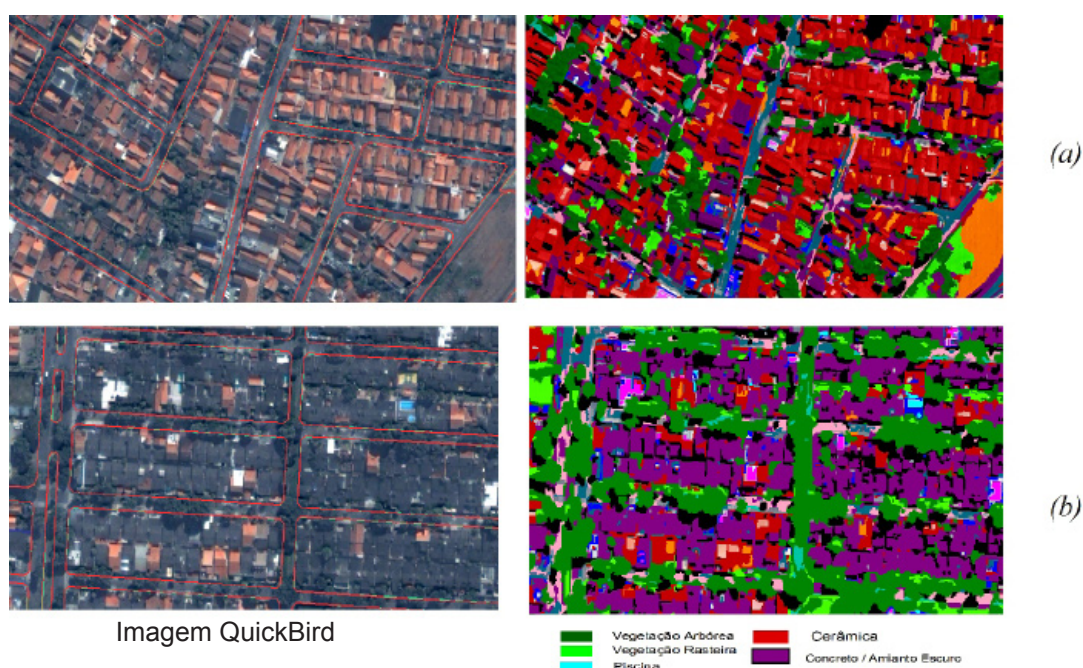 (a)
(b)
Imagem QuickBird
Vegetação Arbórea
Vegetação Rasteira
Piscina
Cerâmica
Concreto / Amianto Escuro